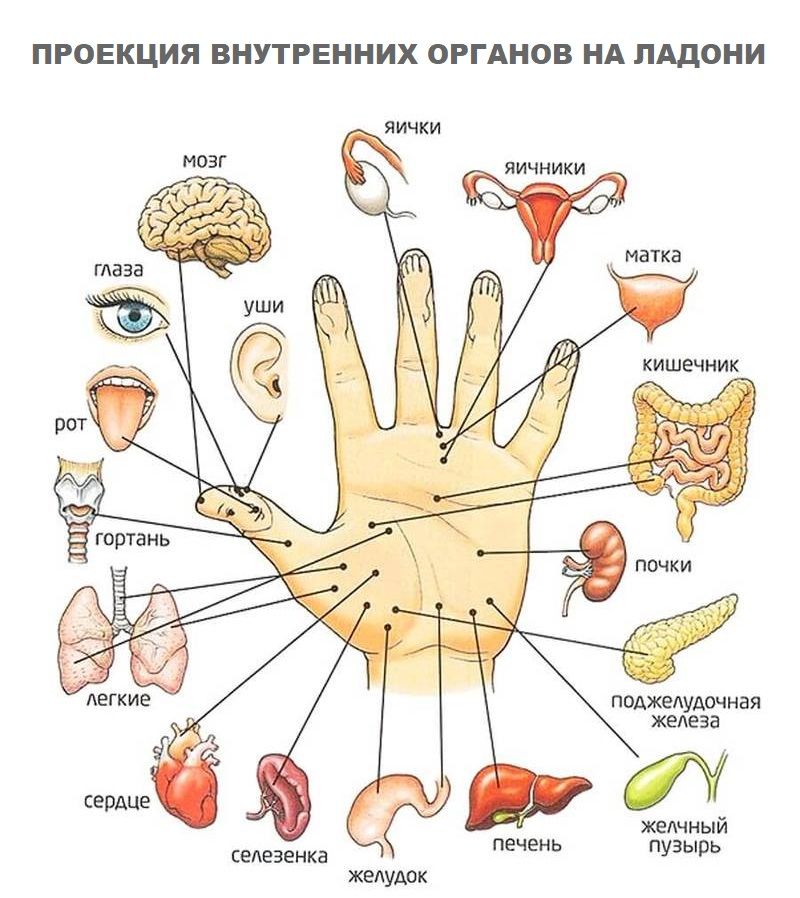 ПРОЕКЦИЯ ВНУТРЕННИХ ОРГАНОВ НА ЛАДОНИ
яички
мозг
яичники
матка
глаза
уши
кишечник
рот
гортань
почки
легкие
поджелудочная
железа
сердце
селезенка
желудок
печень
желчный
пузырь